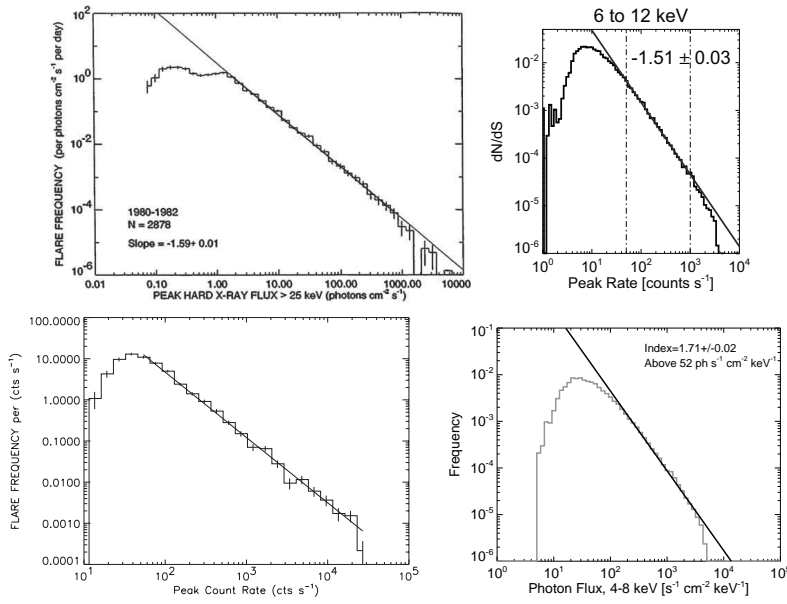 10^2
10^0
10^-2
10^-4
10^-6
FLARE FREQUENCY (per photons cm^-2 s^-1 per day)
1980-1982
N = 2878
Slope = -1.59+ 0.01
0.01 0.10 1.00 10.00 100.00 1000.00 10000
PEAK HARD X-RAY FLUX > 25 keV (photons cm^-2 s^-1)
6 to 12 keV
-1.51 ± 0.03
10^-2
10^-3
10^-4
10^-5
10^-6
dN/dS
10^0 10^1 10^2 10^3 10^4
Peak Rate [counts s^-1]
100.0000
10.0000
1.0000
0.1000
0.0100
0.0010
0.0001
FLARE FREQUENCY per (cts s^-1)
10^1 10^2 10^3 10^4 10^5
Peak Count Rate (cts s^-1)
10^-1
10^-2
10^-3
10^-4
10^-5
10^-6
Frequency
Index=1.71+/-0.02
Above 52 ph s^-1 cm^-2 keV^-1
10^0 10^1 10^2 10^3 10^4 10^5
Photon Flux, 4-8 keV [s^-1 cm^-2 keV^-1]